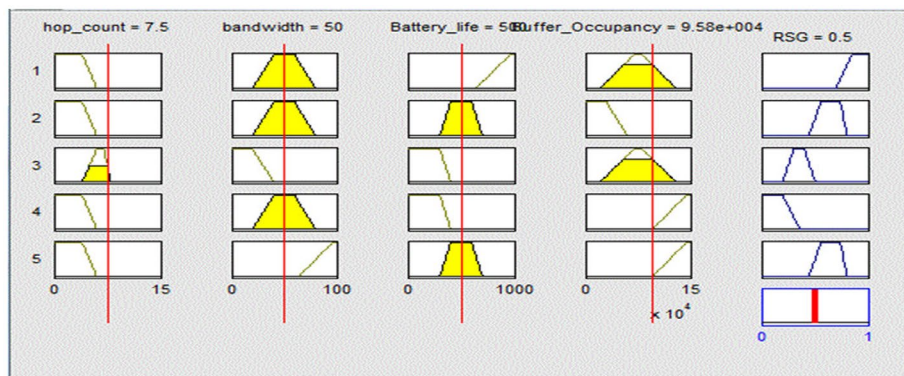 hop_count = 7.5 bandwidth = 50 Battery_life = 500 Buffer_Occupancy = 9.58e+004 RSG = 0.5
1
2
3
4
5
0 15 0 100 0 1000 0 15
x 10^4
0 1